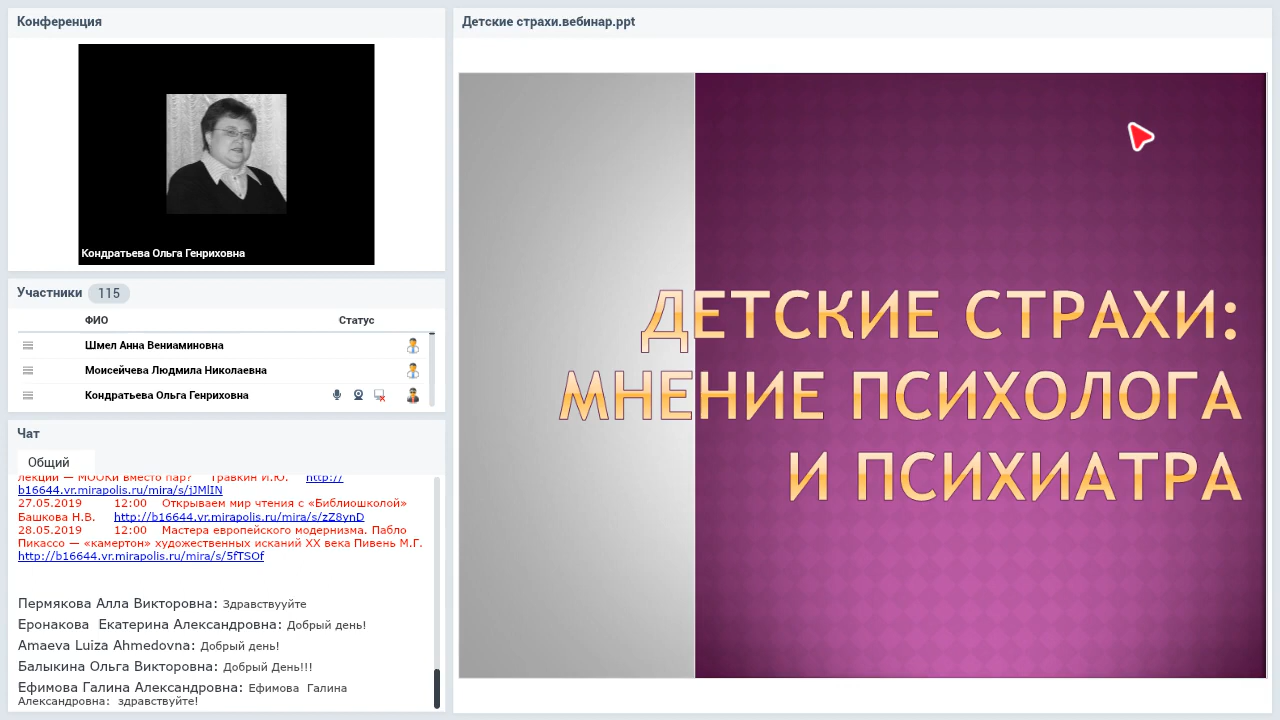 Конференция
Кондратьева Ольга Генриховна
Участники 115
ФИО Статус
Шмел Анна Вениаминовна
Моисейчева Людмила Николаевна
Кондратьева Ольга Генриховна
Чат
Общий
лекции — МООКи вместо пар? Травкин И.Ю. http://
b16644.vr.mirapolis.ru/mira/s/jJMlIN
27.05.2019 12:00 Открываем мир чтения с «Библиошколой»
Башкова Н.В. http://b16644.vr.mirapolis.ru/mira/s/zZ8ynD
28.05.2019 12:00 Мастера европейского модернизма. Пабло
Пикассо — «камертон» художественных исканий XX века Пивень М.Г.
http://b16644.vr.mirapolis.ru/mira/s/5fTSOf
Пермякова Алла Викторовна: Здравствууйте
Еронакова Екатерина Александровна: Добрый день!
Amaeva Luiza Ahmedovna: Добрый день!
Балыкина Ольга Викторовна: Добрый День!!!
Ефимова Галина Александровна: Ефимова Галина
Александровна: здравствуйте!
Детские страхи.вебинар.ppt
ДЕТСКИЕ СТРАХИ:
МНЕНИЕ ПСИХОЛОГА
И ПСИХИАТРА